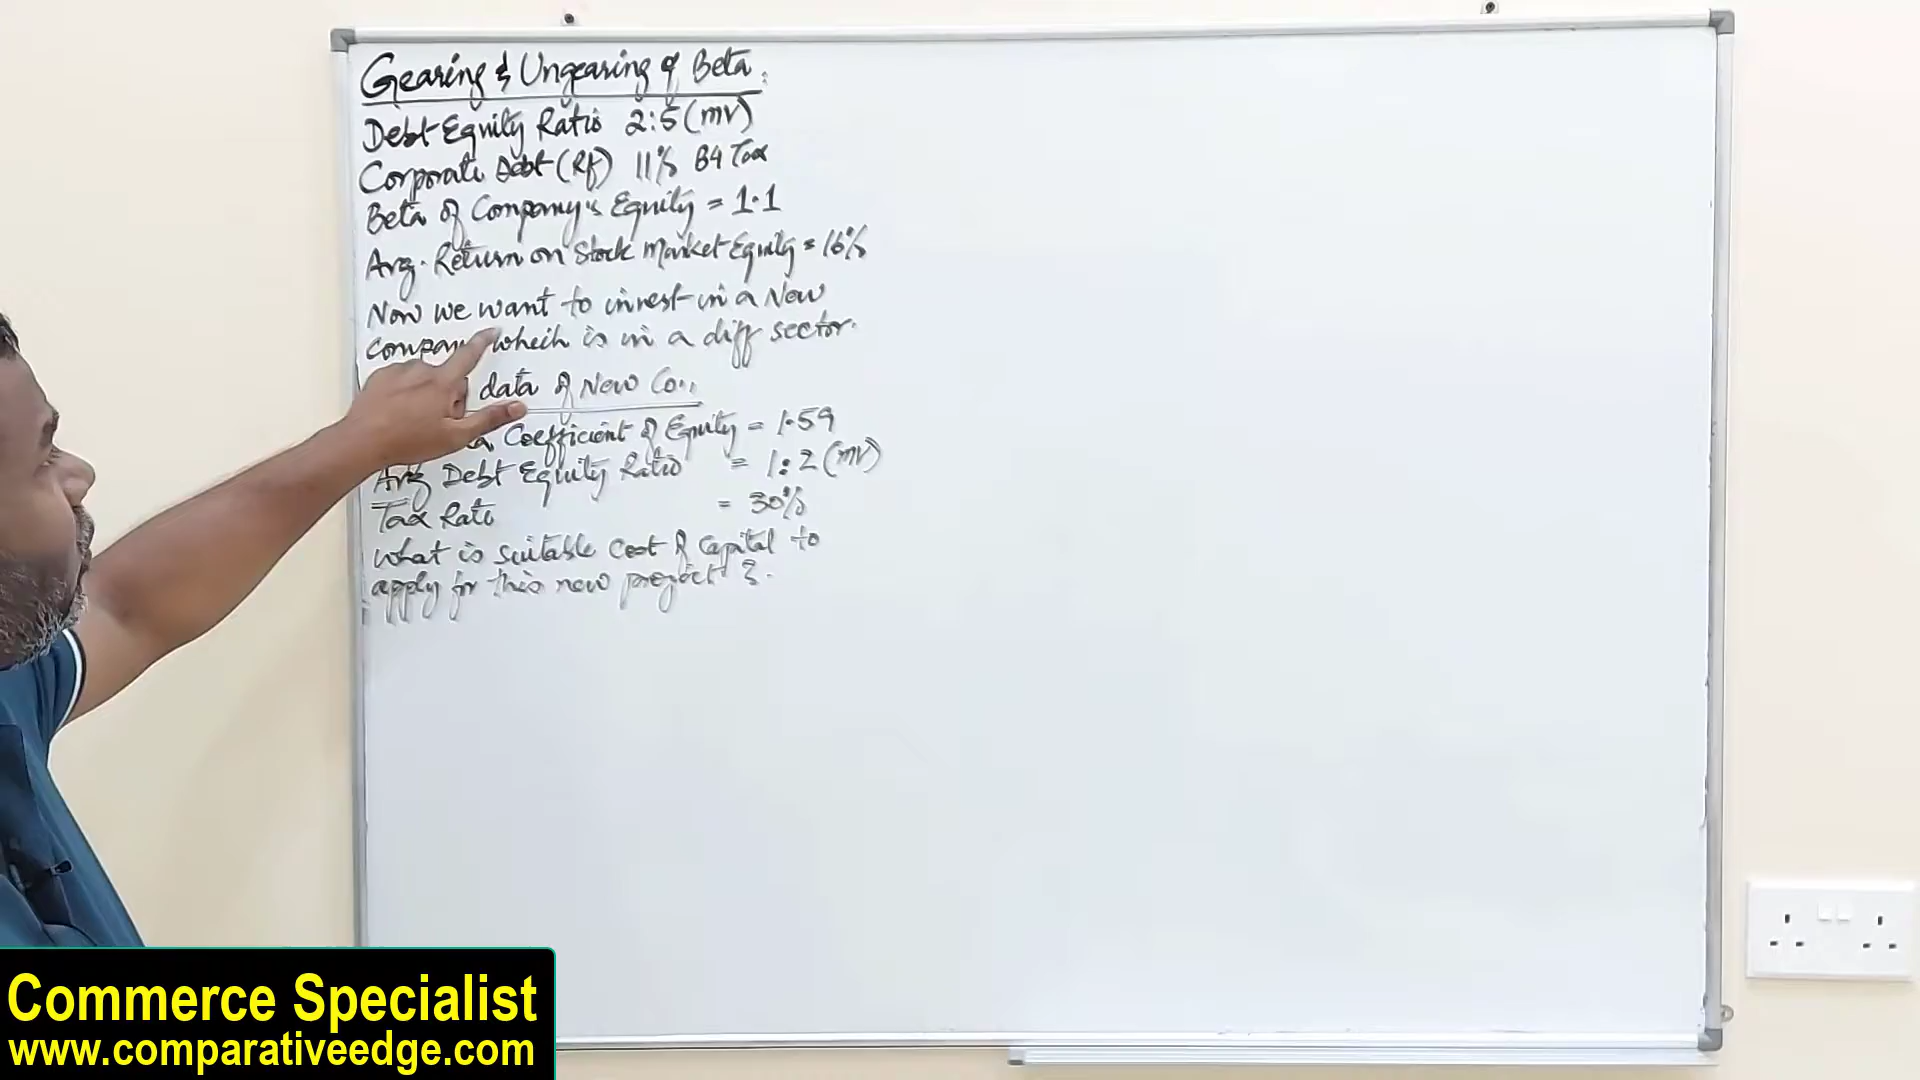 Gearing & Ungearing of Beta :
Debt Equity Ratio 2:5 (mv)
Corporate Debt (Rf) 11% B4 Tax
Beta of Company's Equity = 1.1
Avg. Return on Stock Market Equity = 16%
Now we want to invest in a New
Company which is in a diff sector.
data of New Co..
Coefficient of Equity = 1.59
Avg Debt Equity Ratio = 1:2 (mv)
Tax Rate = 30%
What is suitable Cost of Capital to
apply for this new project ?.
Commerce Specialist
www.comparativeedge.com